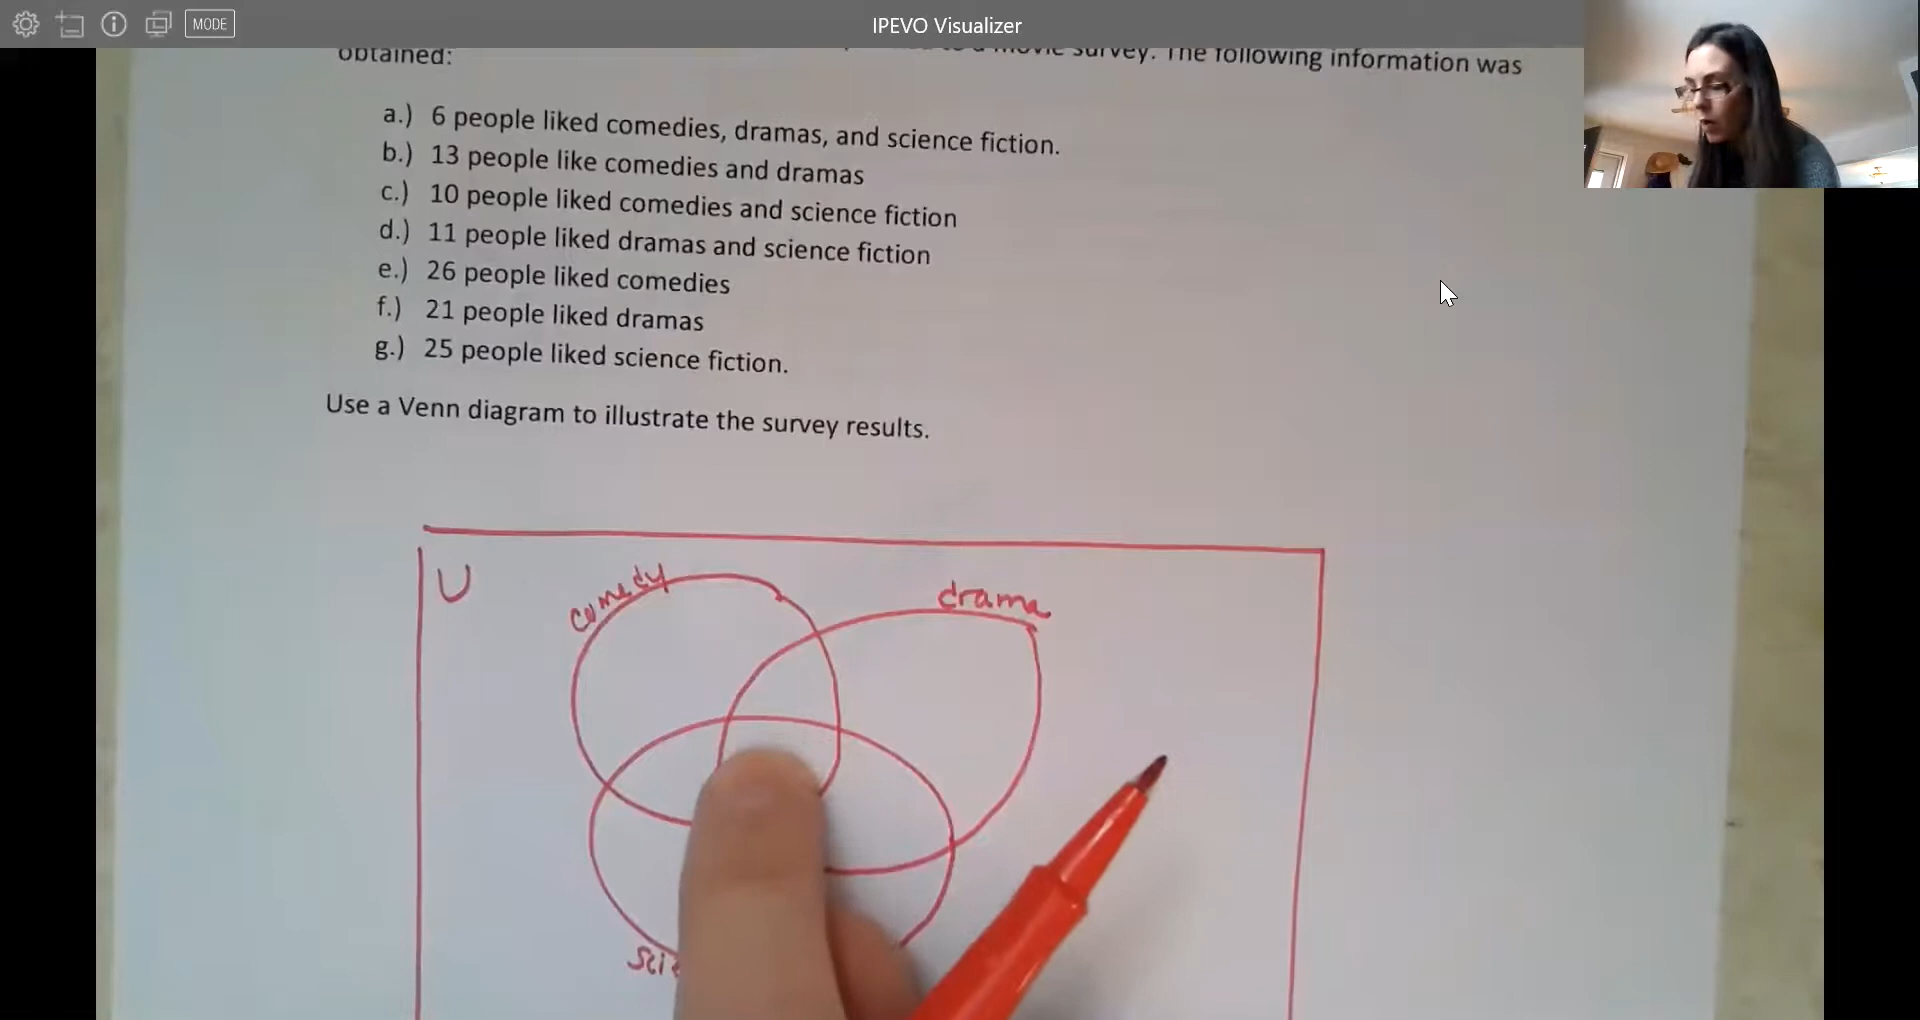 MODE
IPEVO Visualizer
movie survey. The following information was
obtained:
a.) 6 people liked comedies, dramas, and science fiction.
b.) 13 people like comedies and dramas
c.) 10 people liked comedies and science fiction
d.) 11 people liked dramas and science fiction
e.) 26 people liked comedies
f.) 21 people liked dramas
g.) 25 people liked science fiction.
Use a Venn diagram to illustrate the survey results.
U
comedy
drama